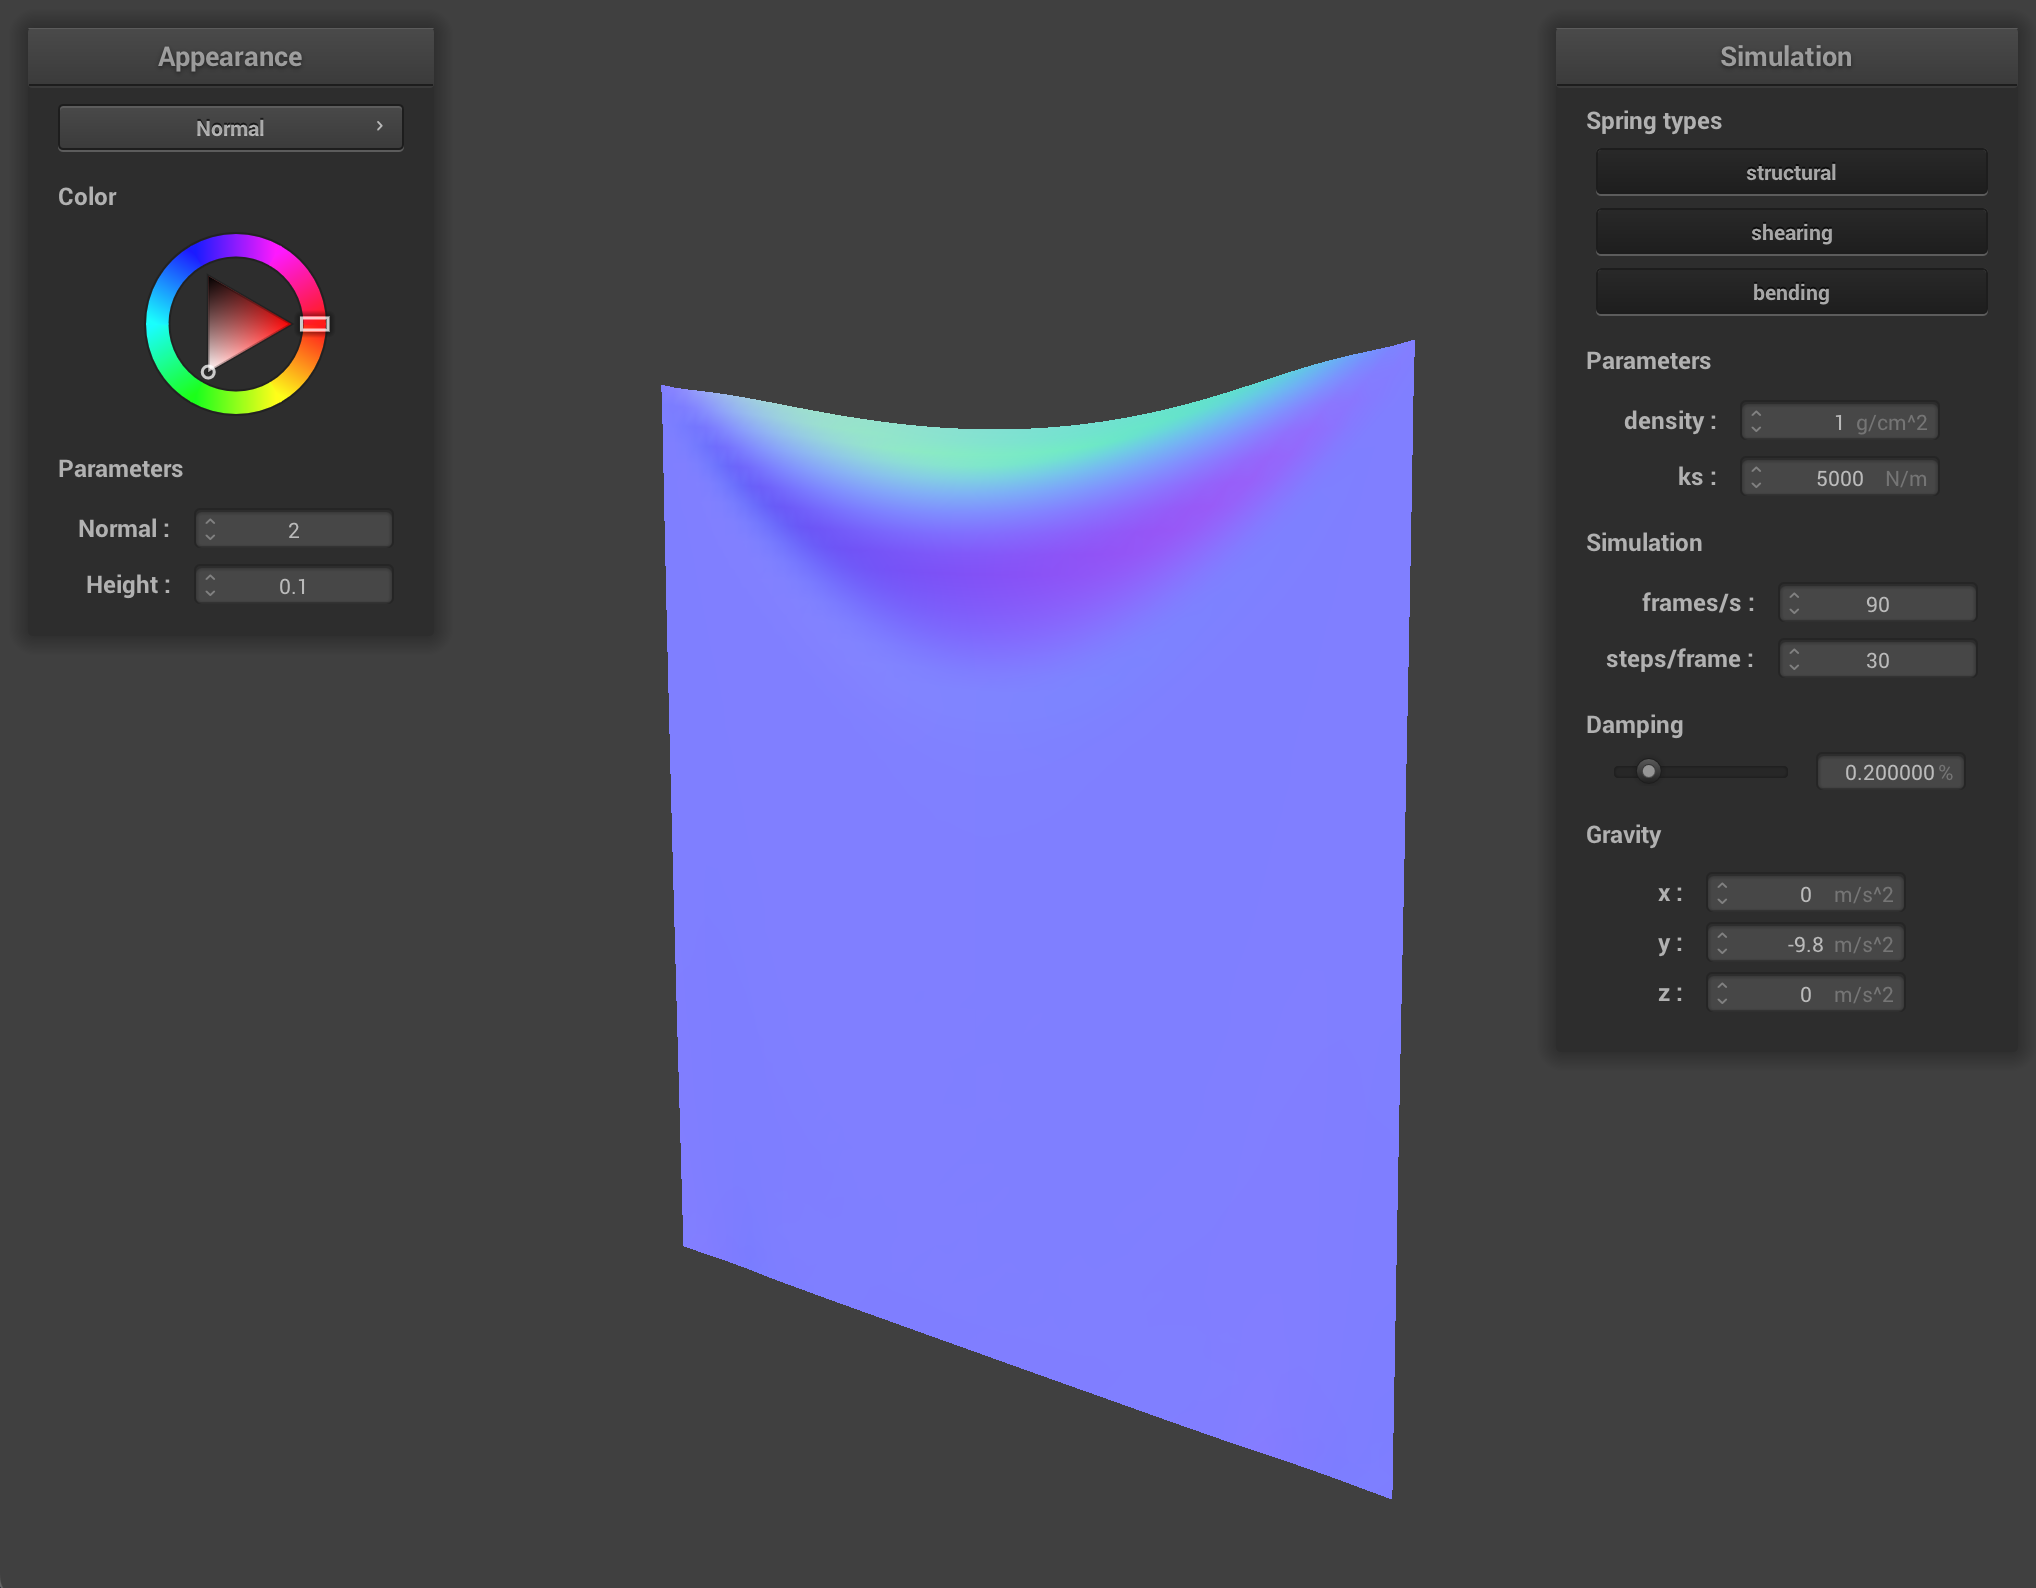 Appearance
Normal
Color
Parameters
Normal : 2
Height : 0.1
Simulation
Spring types
structural
shearing
bending
Parameters
density : 1 g/cm^2
ks : 5000 N/m
Simulation
frames/s : 90
steps/frame : 30
Damping
0.200000 %
Gravity
x : 0 m/s^2
y : -9.8 m/s^2
z : 0 m/s^2